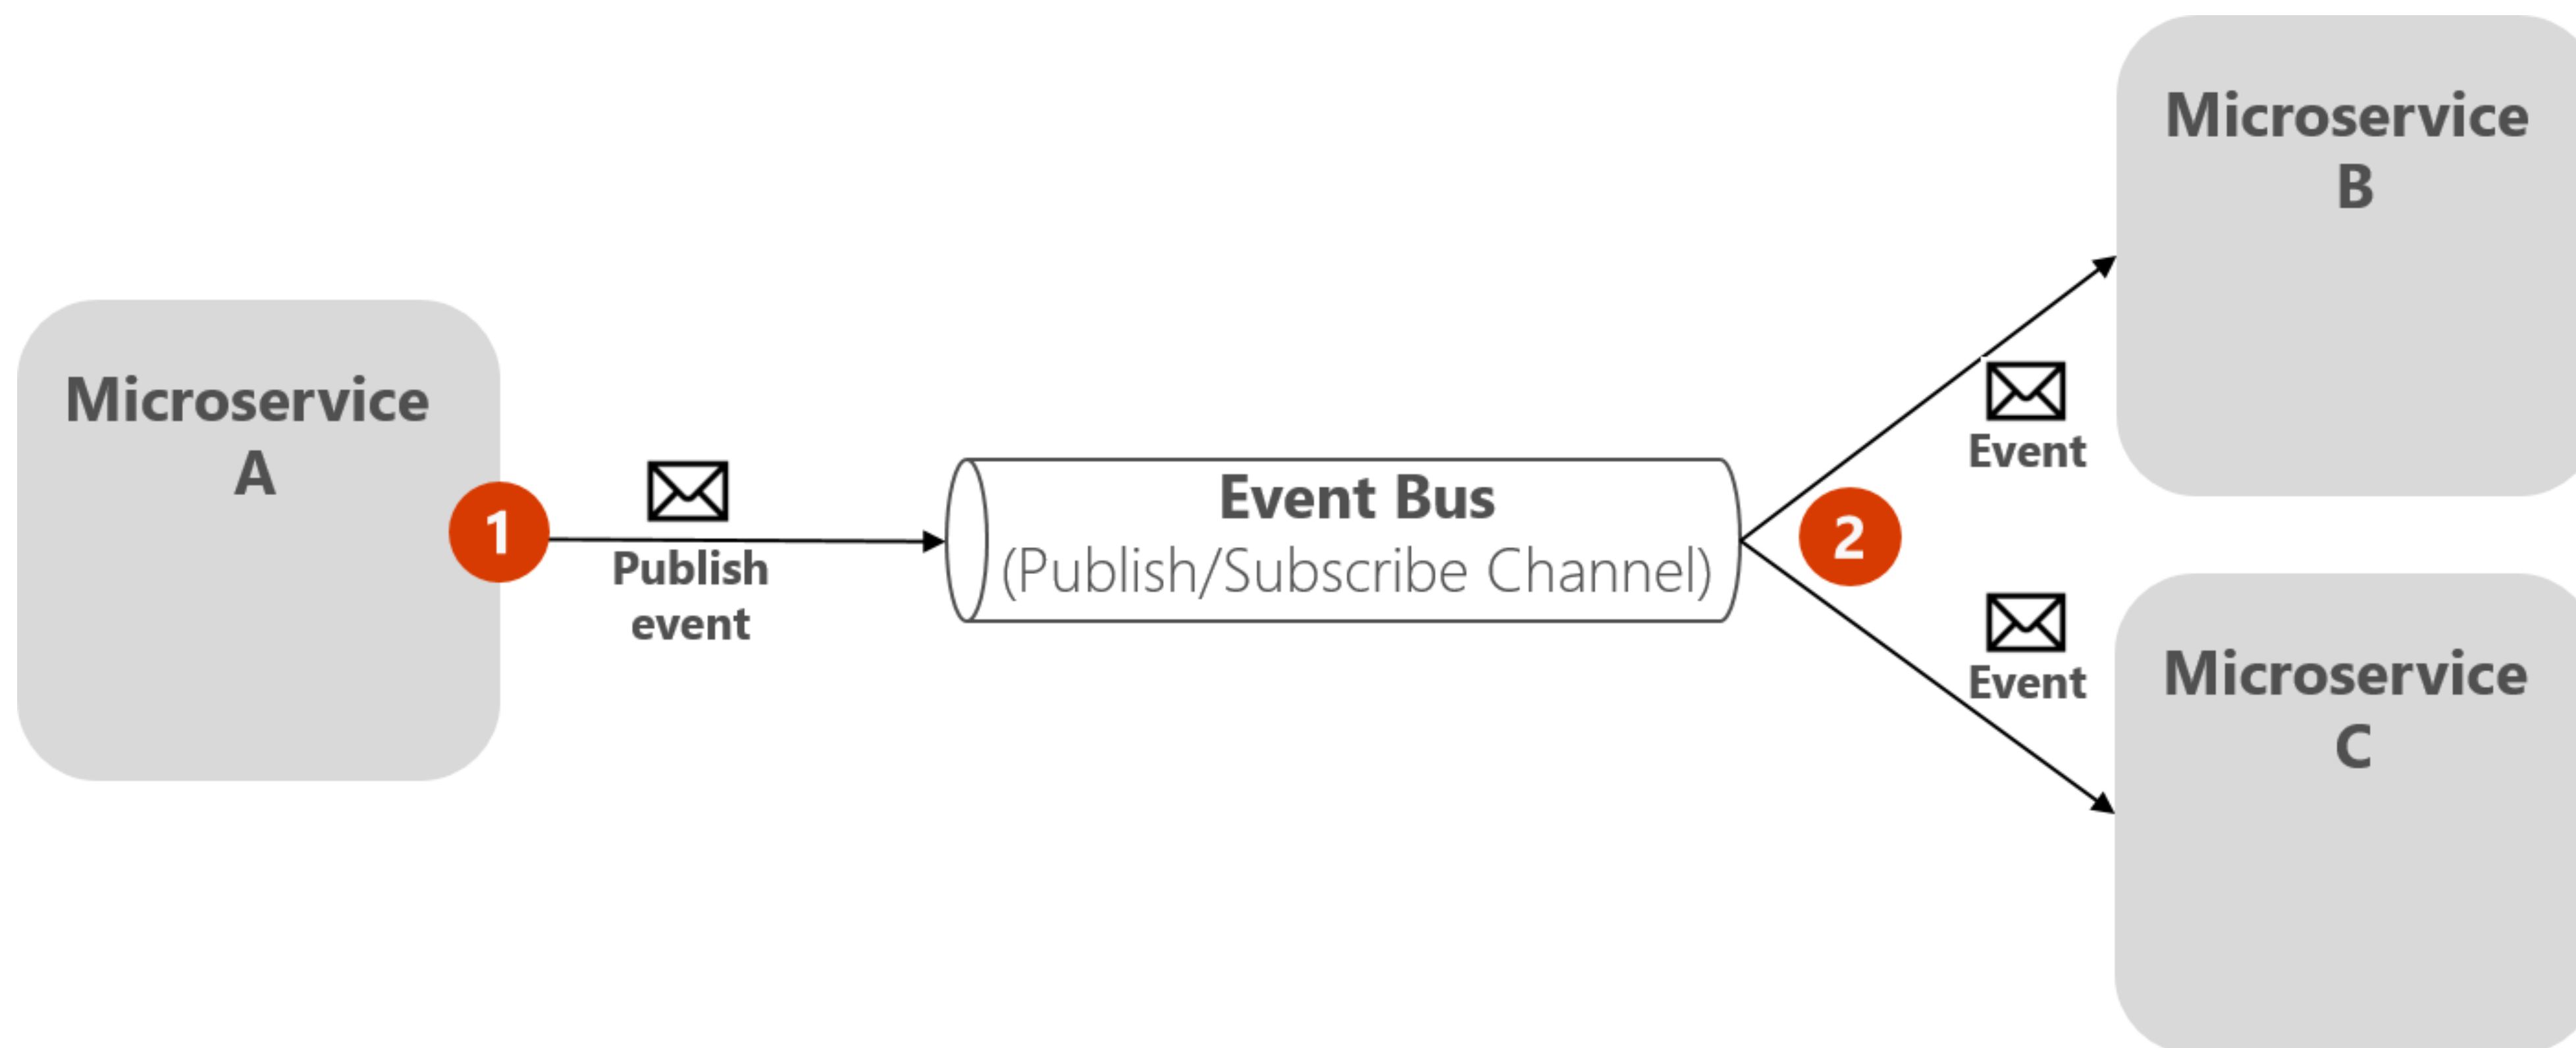 Microservice
A
1
Publish
event
Event Bus
(Publish/Subscribe Channel)
2
Event
Event
Microservice
B
Microservice
C